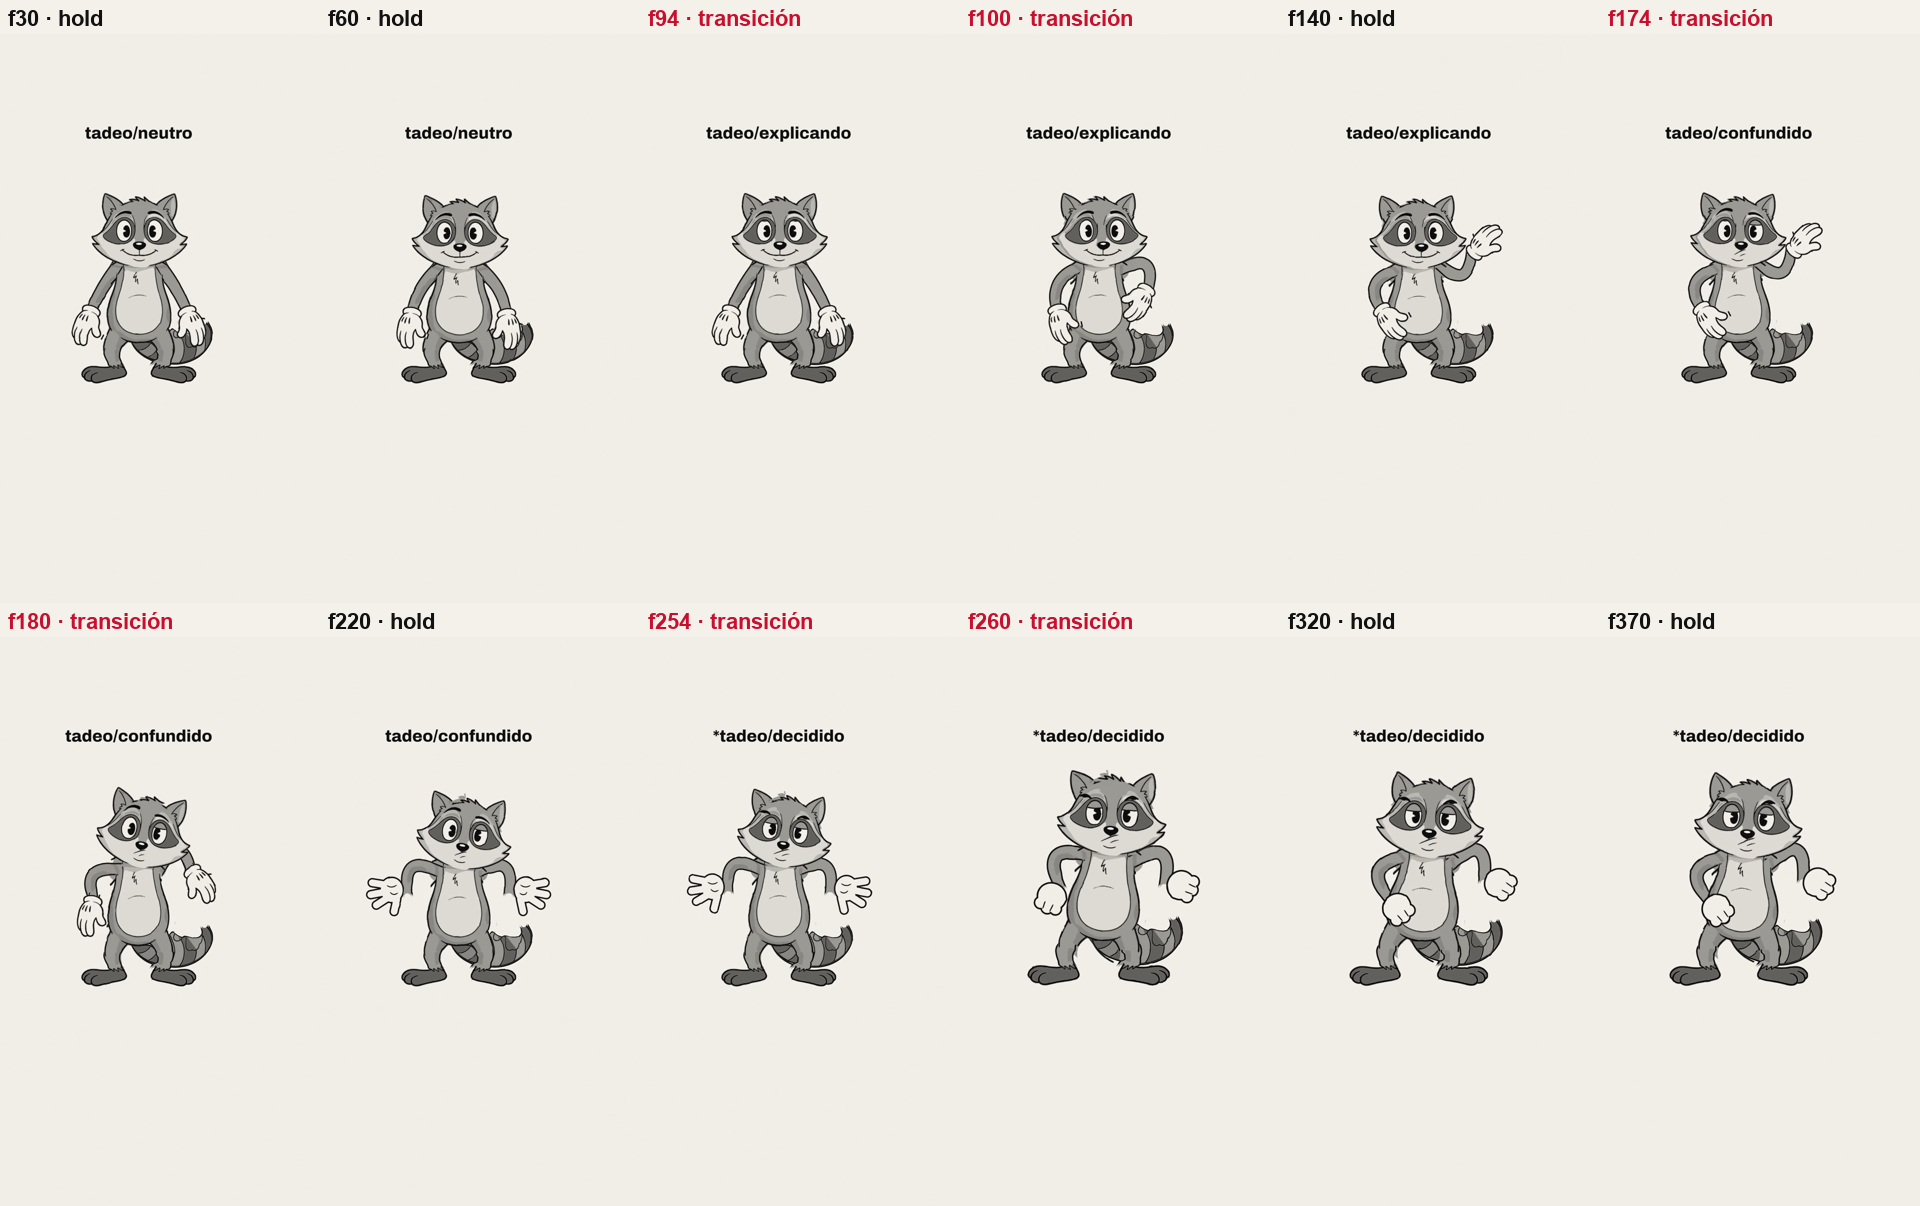 f30 · hold
f60 · hold
f94 · transición
f100 · transición
f140 · hold
f174 · transición
tadeo/neutro
tadeo/neutro
tadeo/explicando
tadeo/explicando
tadeo/explicando
tadeo/confundido
f180 · transición
f220 · hold
f254 · transición
f260 · transición
f320 · hold
f370 · hold
tadeo/confundido
tadeo/confundido
*tadeo/decidido
*tadeo/decidido
*tadeo/decidido
*tadeo/decidido